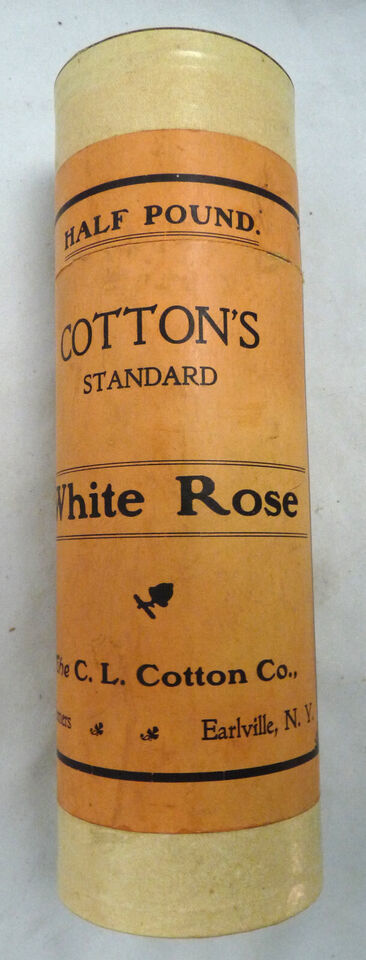 HALF POUND.
COTTON'S
STANDARD
White Rose
The C. L. Cotton Co.,
Earlville, N. Y.